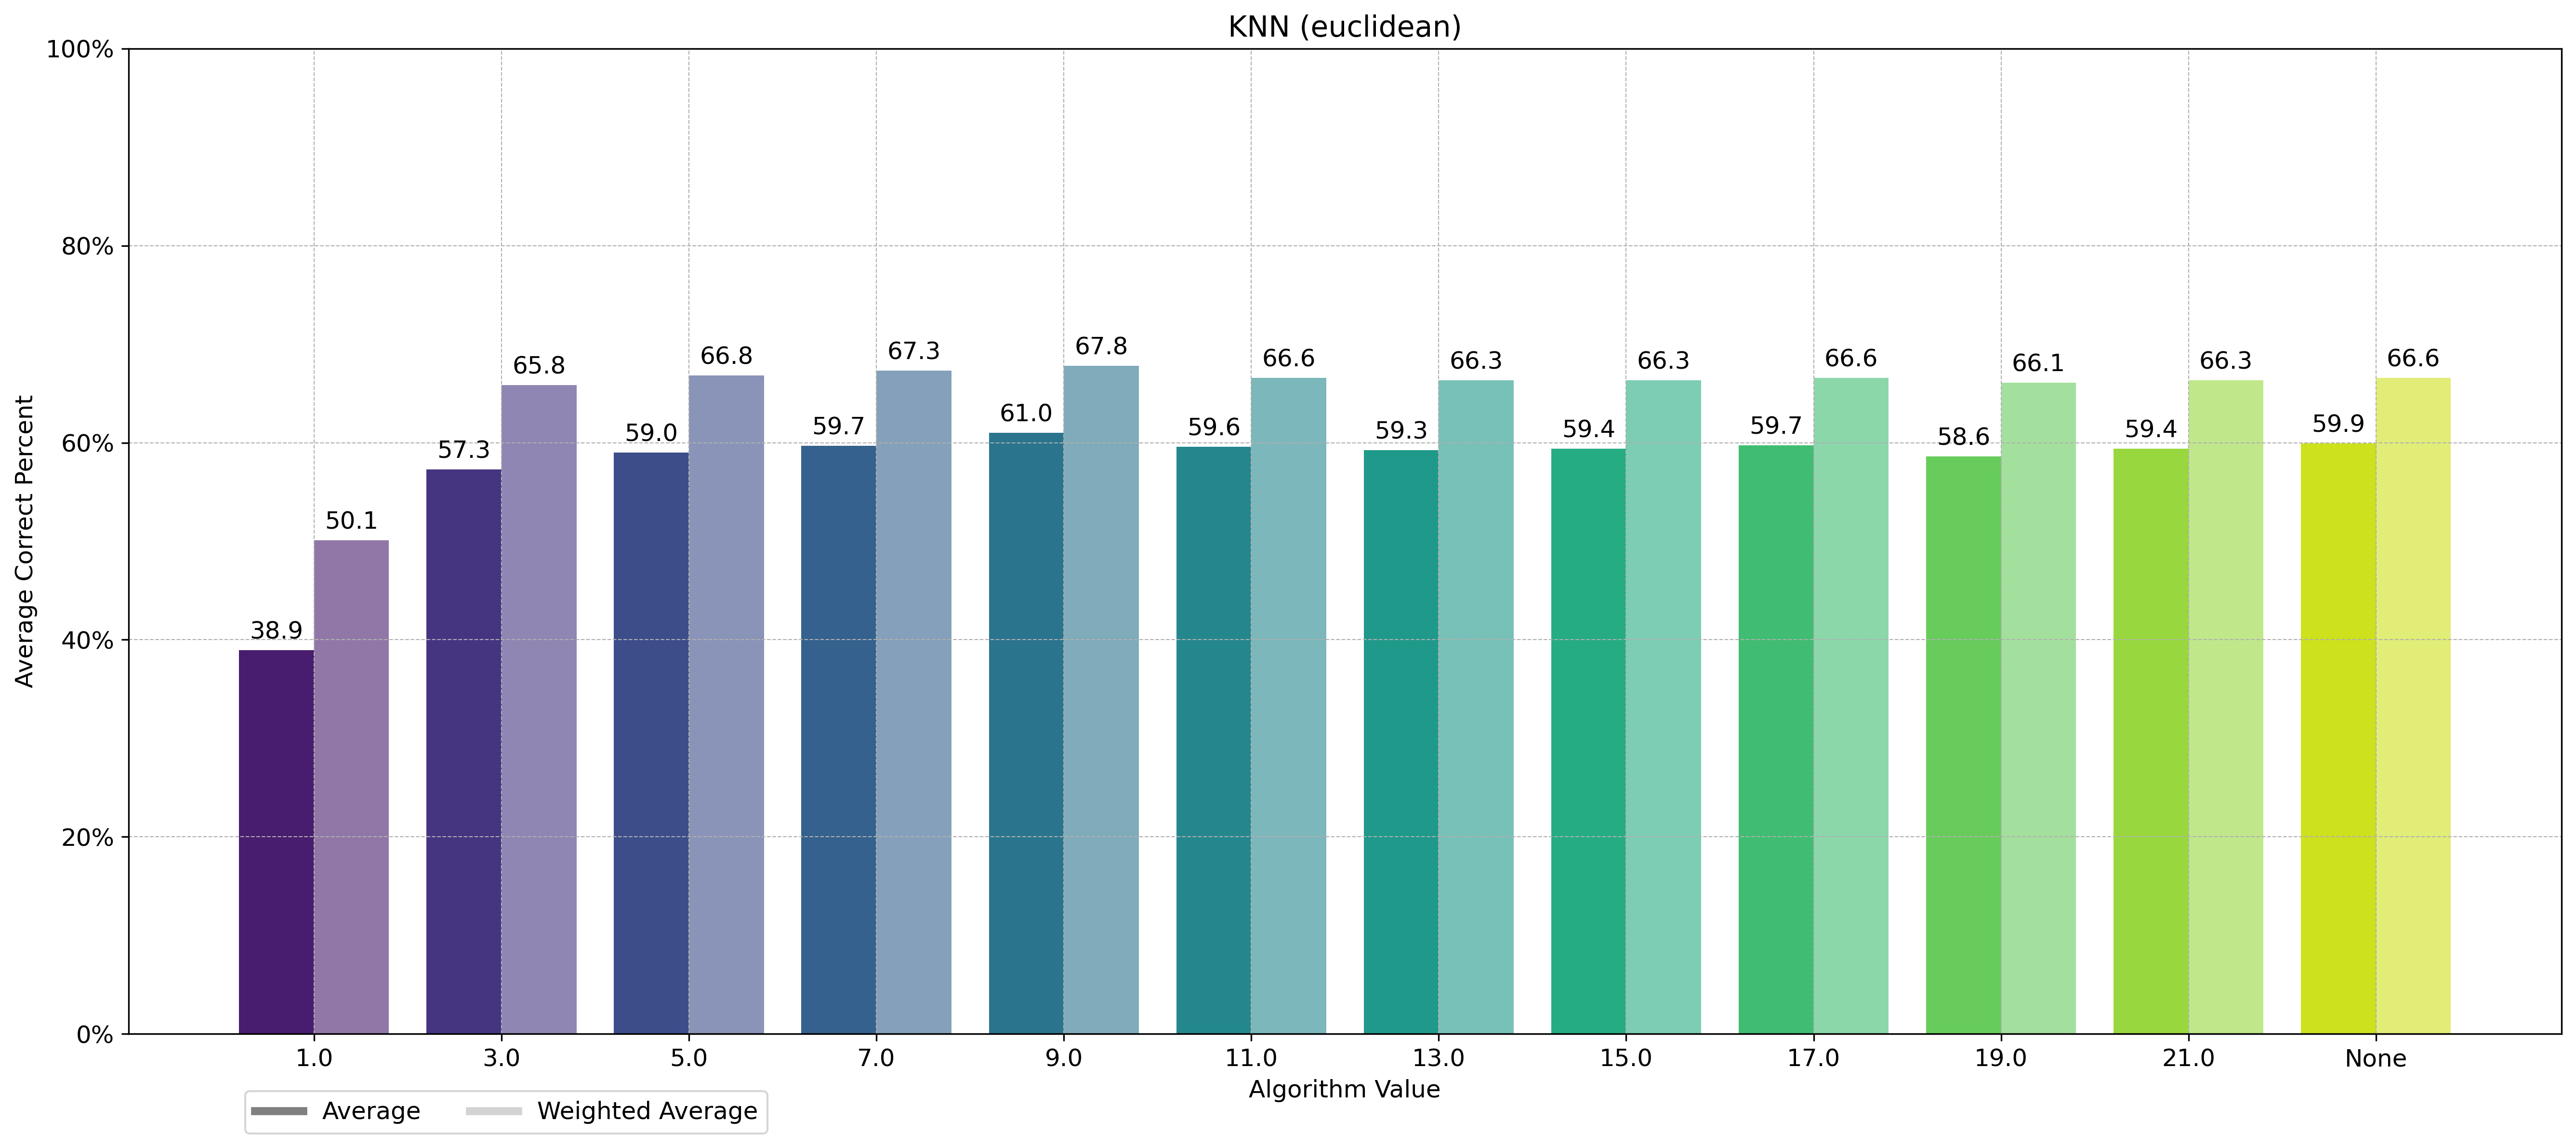 KNN (euclidean)
100%
80%
60%
40%
20%
0%
Average Correct Percent
38.9 50.1 57.3 65.8 59.0 66.8 59.7 67.3 61.0 67.8 59.6 66.6 59.3 66.3 59.4 66.3 59.7 66.6 58.6 66.1 59.4 66.3 59.9 66.6
1.0 3.0 5.0 7.0 9.0 11.0 13.0 15.0 17.0 19.0 21.0 None
Algorithm Value
Average Weighted Average